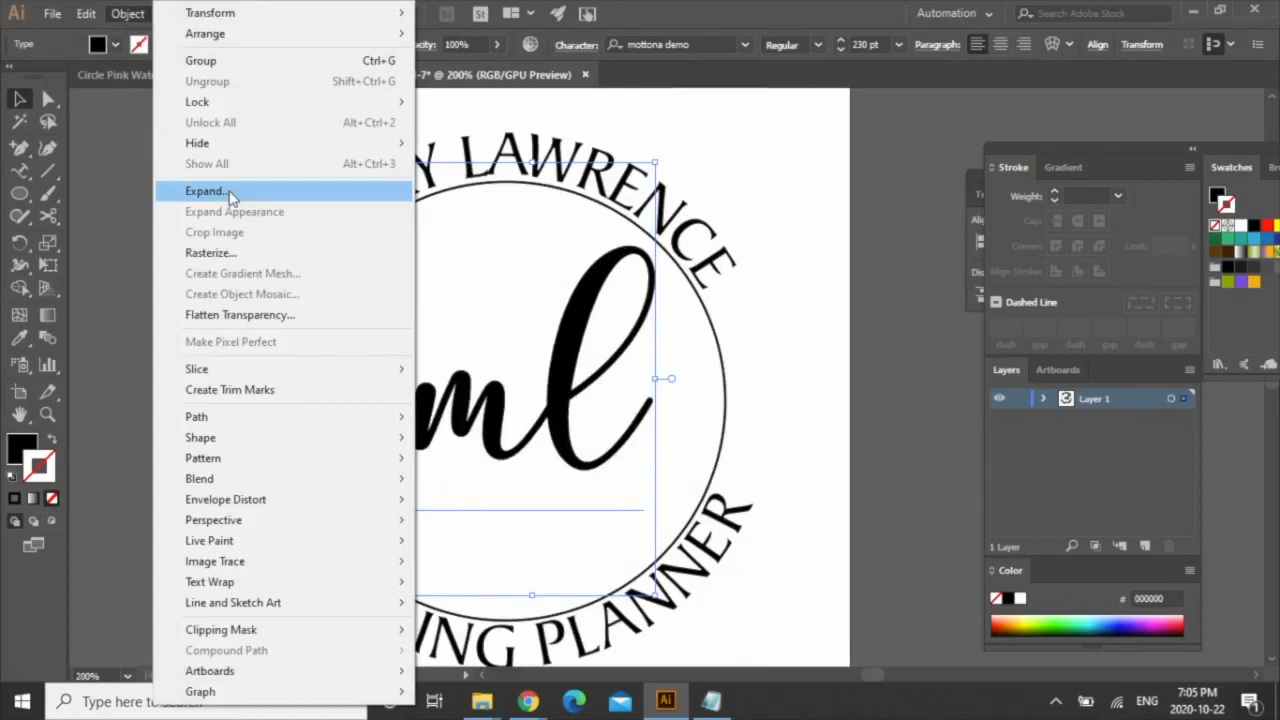 Ai File Edit Object
Automation Search Adobe Stock
Type
100% Character: mottona demo Regular 230 pt Paragraph: Align Transform
-7* @ 200% (RGB/GPU Preview)
Transform
Arrange
Group Ctrl+G
Ungroup Shift+Ctrl+G
Lock
Unlock All Alt+Ctrl+2
Hide
Show All Alt+Ctrl+3
Expand...
Expand Appearance
Crop Image
Rasterize...
Create Gradient Mesh...
Create Object Mosaic...
Flatten Transparency...
Make Pixel Perfect
Slice
Create Trim Marks
Path
Shape
Pattern
Blend
Envelope Distort
Perspective
Live Paint
Image Trace
Text Wrap
Line and Sketch Art
Clipping Mask
Compound Path
Artboards
Graph
Y LAWRENCE
ml
ING PLANNER
Stroke Gradient
Weight:
Cap:
Corner: Limit:
Align Stroke:
Dashed Line
dash gap dash gap dash gap
Layers Artboards
Layer 1
1 Layer
Color
# 000000
Swatches
200%
Type here to search
Ai
ENG
7:05 PM
2020-10-22